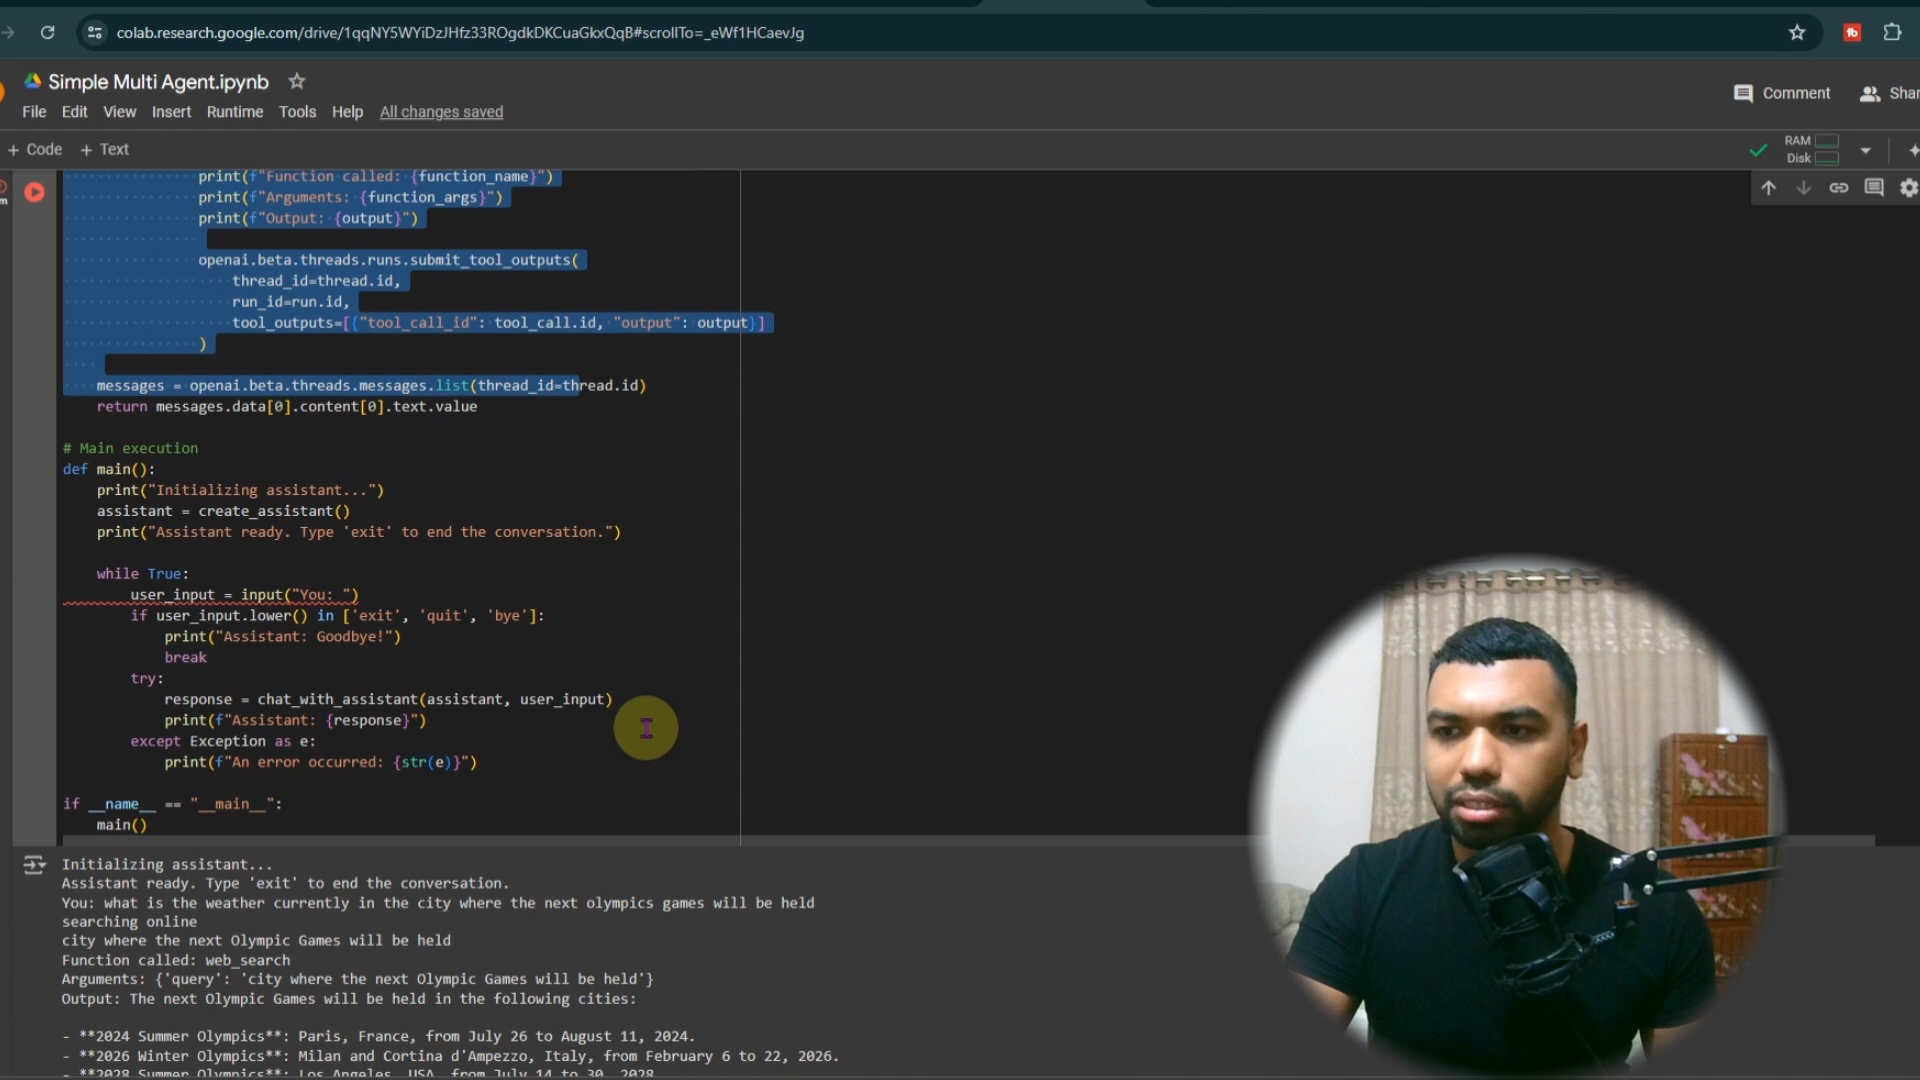 colab.research.google.com/drive/1qqNY5WYiDzJHfz33ROgdkDKCuaGkxQqB#scrollTo=_eWf1HCaevJg
Simple Multi Agent.ipynb
File Edit View Insert Runtime Tools Help All changes saved
Comment
Shar
+ Code + Text
RAM
Disk
print(f"Function called: {function_name}")
print(f"Arguments: {function_args}")
print(f"Output: {output}")
openai.beta.threads.runs.submit_tool_outputs(
thread_id=thread.id,
run_id=run.id,
tool_outputs=[{"tool_call_id": tool_call.id, "output": output}]
)
messages = openai.beta.threads.messages.list(thread_id=thread.id)
return messages.data[0].content[0].text.value
# Main execution
def main():
print("Initializing assistant...")
assistant = create_assistant()
print("Assistant ready. Type 'exit' to end the conversation.")
while True:
user_input = input("You: ")
if user_input.lower() in ['exit', 'quit', 'bye']:
print("Assistant: Goodbye!")
break
try:
response = chat_with_assistant(assistant, user_input)
print(f"Assistant: {response}")
except Exception as e:
print(f"An error occurred: {str(e)}")
if __name__ == "__main__":
main()
Initializing assistant...
Assistant ready. Type 'exit' to end the conversation.
You: what is the weather currently in the city where the next olympics games will be held
searching online
city where the next Olympic Games will be held
Function called: web_search
Arguments: {'query': 'city where the next Olympic Games will be held'}
Output: The next Olympic Games will be held in the following cities:
- **2024 Summer Olympics**: Paris, France, from July 26 to August 11, 2024.
- **2026 Winter Olympics**: Milan and Cortina d'Ampezzo, Italy, from February 6 to 22, 2026.
- **2028 Summer Olympics**: Los Angeles, USA, from July 14 to 30, 2028